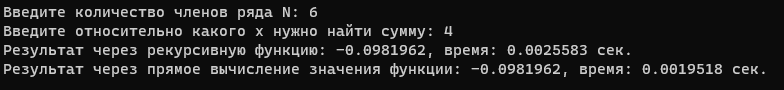 Введите количество членов ряда N: 6
Введите относительно какого x нужно найти сумму: 4
Результат через рекурсивную функцию: -0.0981962, время: 0.0025583 сек.
Результат через прямое вычисление значения функции: -0.0981962, время: 0.0019518 сек.